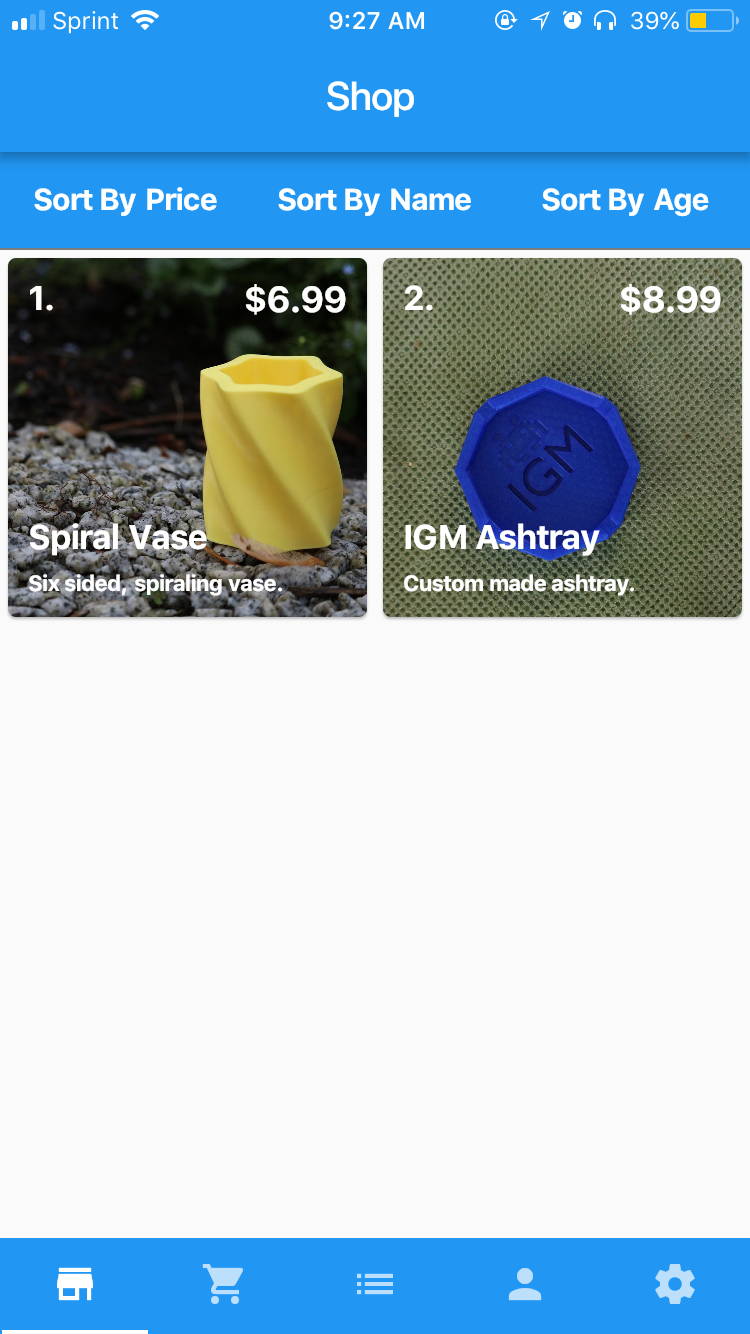 Sprint 9:27 AM 39%
Shop
Sort By Price Sort By Name Sort By Age
1. $6.99
Spiral Vase
Six sided, spiraling vase.
2. $8.99
IGM
IGM Ashtray
Custom made ashtray.